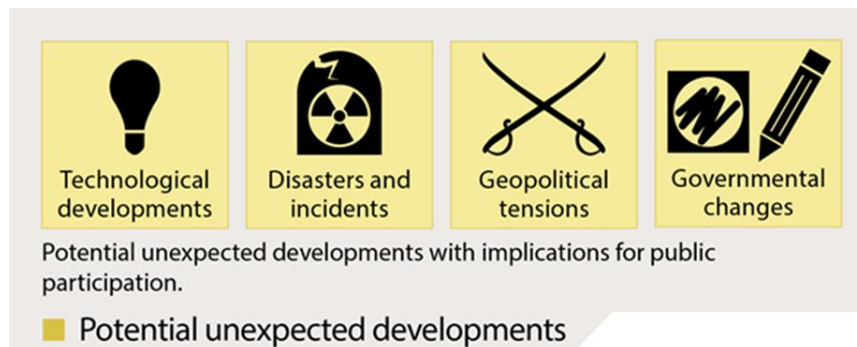 Technological
developments
Disasters and
incidents
Geopolitical
tensions
Governmental
changes
Potential unexpected developments with implications for public
participation.
Potential unexpected developments